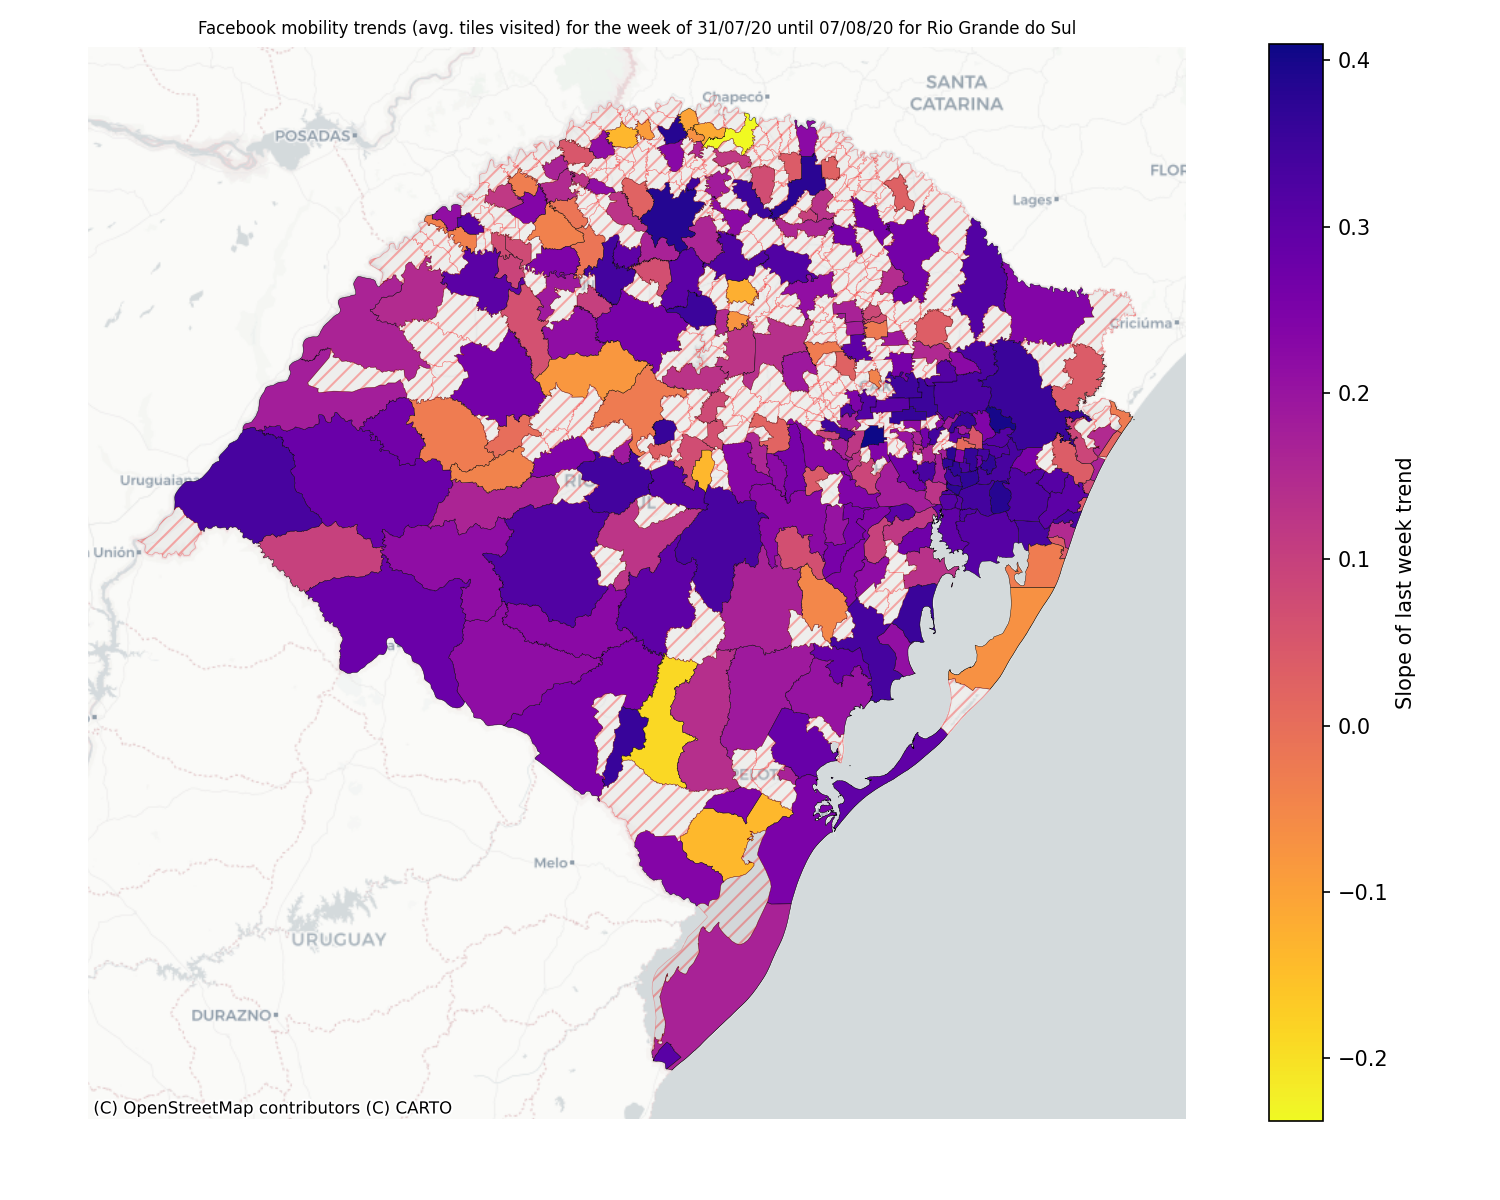 Facebook mobility trends (avg. tiles visited) for the week of 31/07/20 until 07/08/20 for Rio Grande do Sul
Chapecó
SANTA
CATARINA
POSADAS
FLOR
Lages
Criciúma
Uruguaiana
Unión
PELOT
Melo
URUGUAY
DURAZNO
(C) OpenStreetMap contributors (C) CARTO
0.4
0.3
0.2
0.1
0.0
−0.1
−0.2
Slope of last week trend